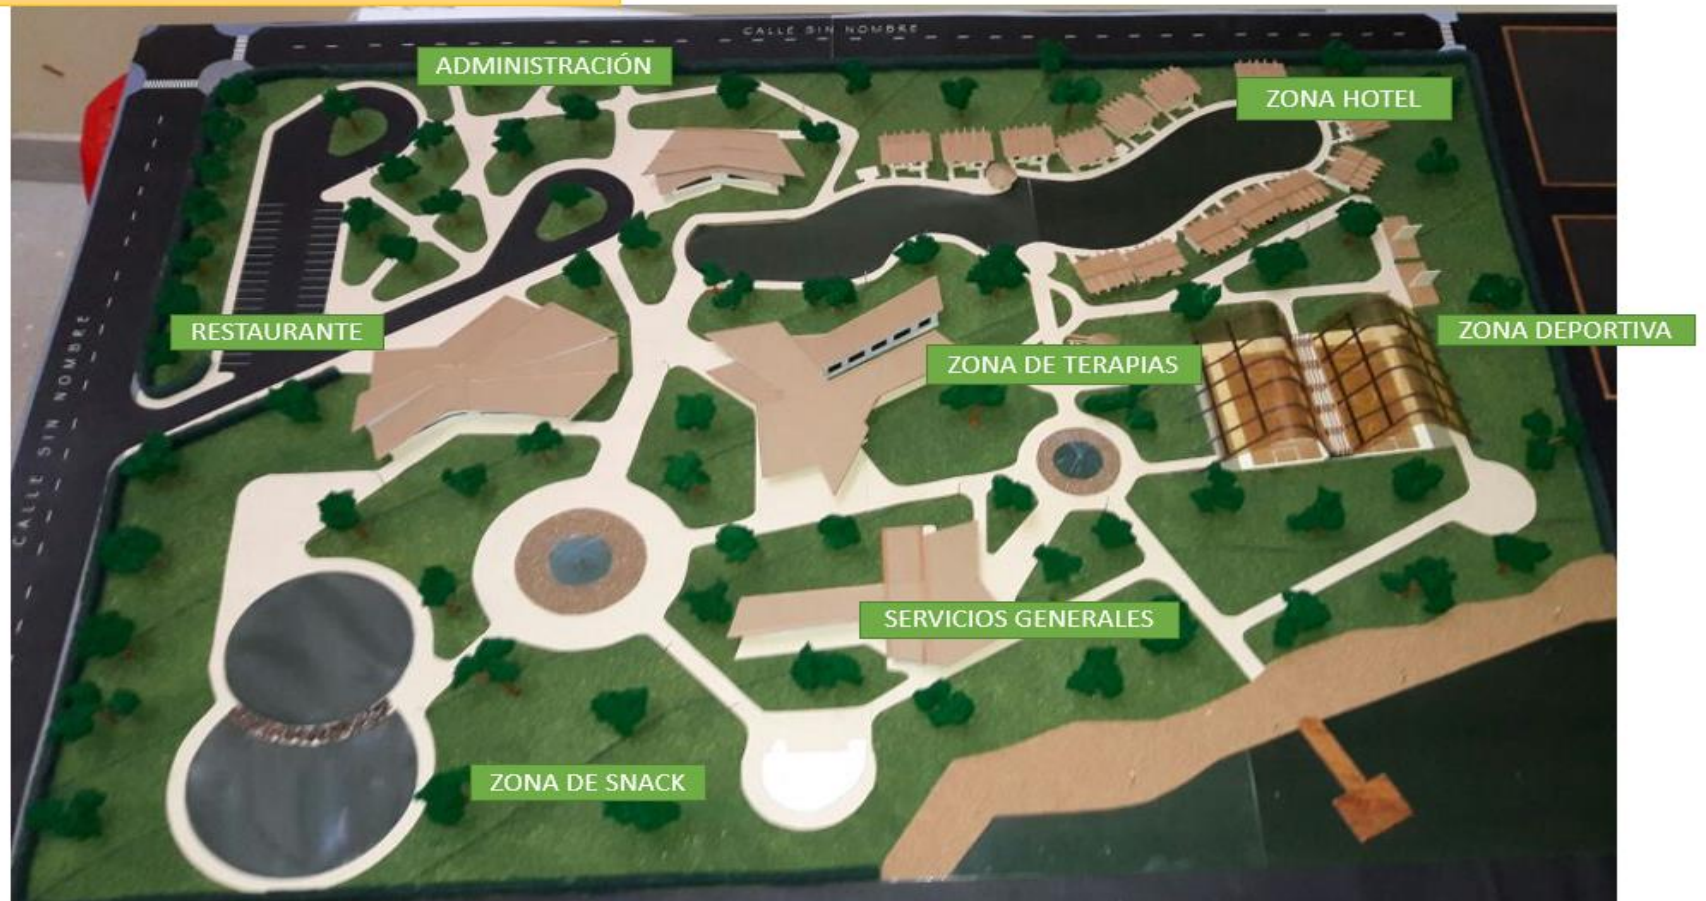 CALLE SIN NOMBRE
ADMINISTRACIÓN
ZONA HOTEL
RESTAURANTE
ZONA DEPORTIVA
ZONA DE TERAPIAS
CALLE SIN NOMBRE
SERVICIOS GENERALES
ZONA DE SNACK